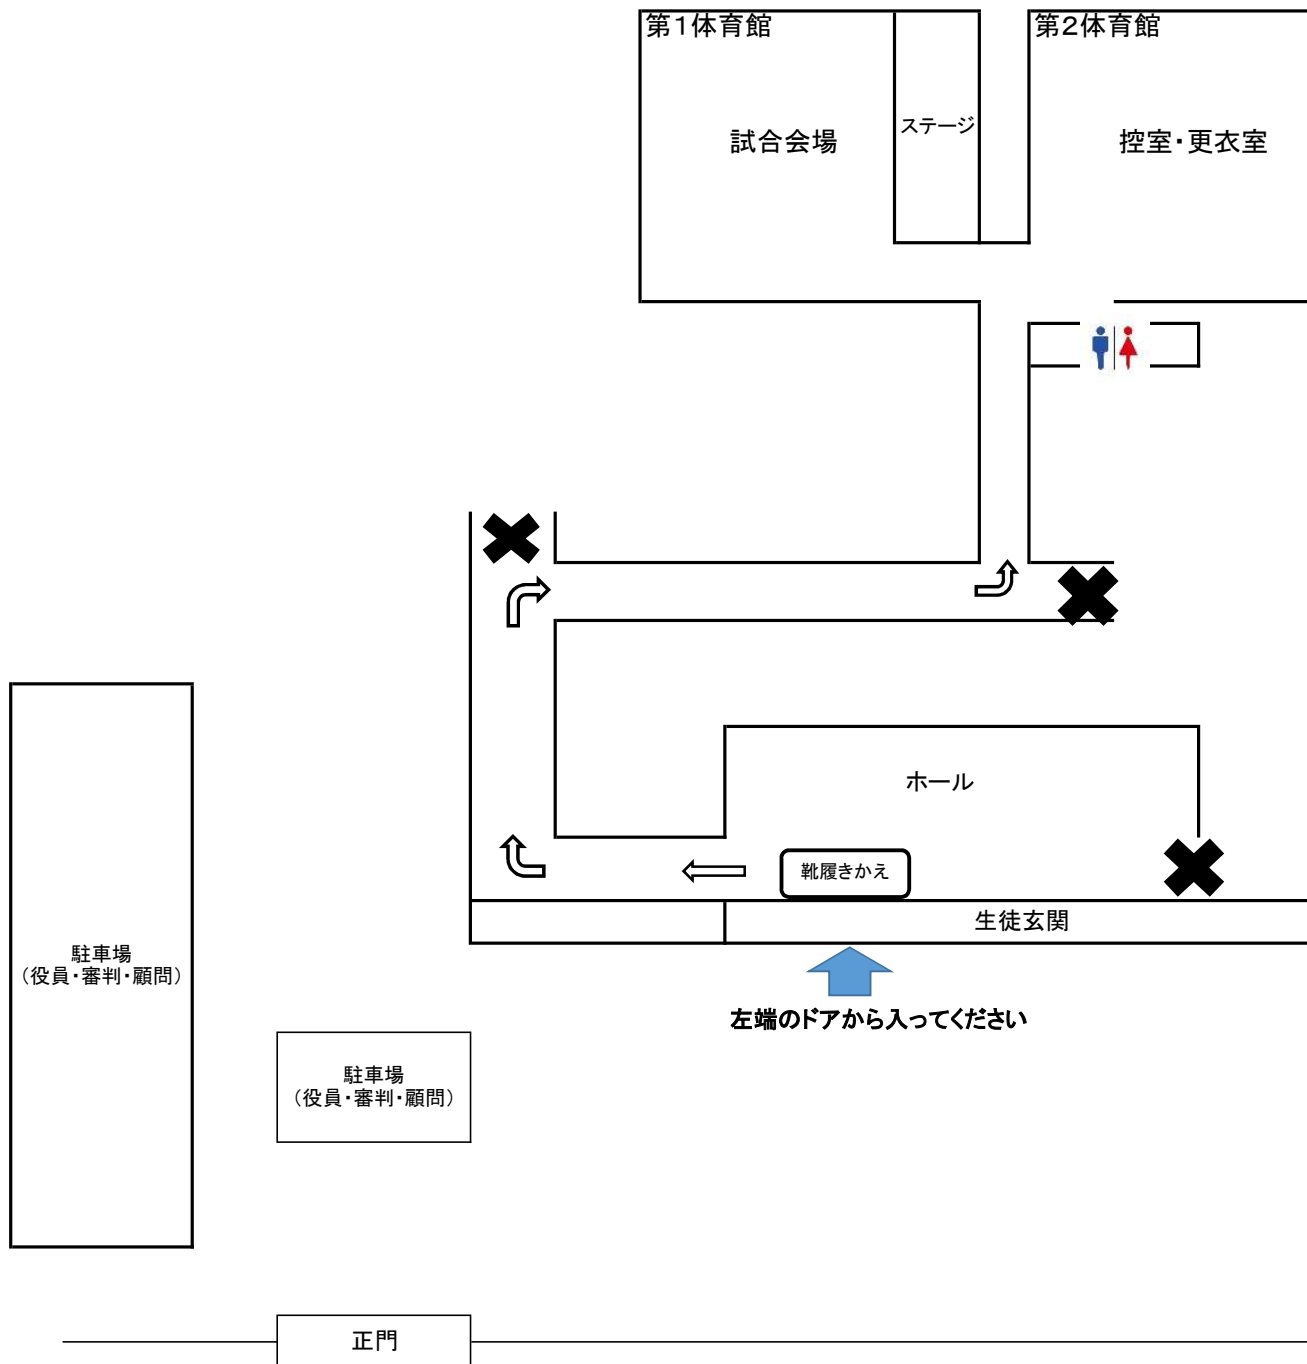 第１体育館
第２体育館
ステージ
試合会場
控室・更衣室
ホール
靴履きかえ
生徒玄関
駐車場
（役員・審判・顧問）
左端のドアから入ってください
駐車場
（役員・審判・顧問）
正門